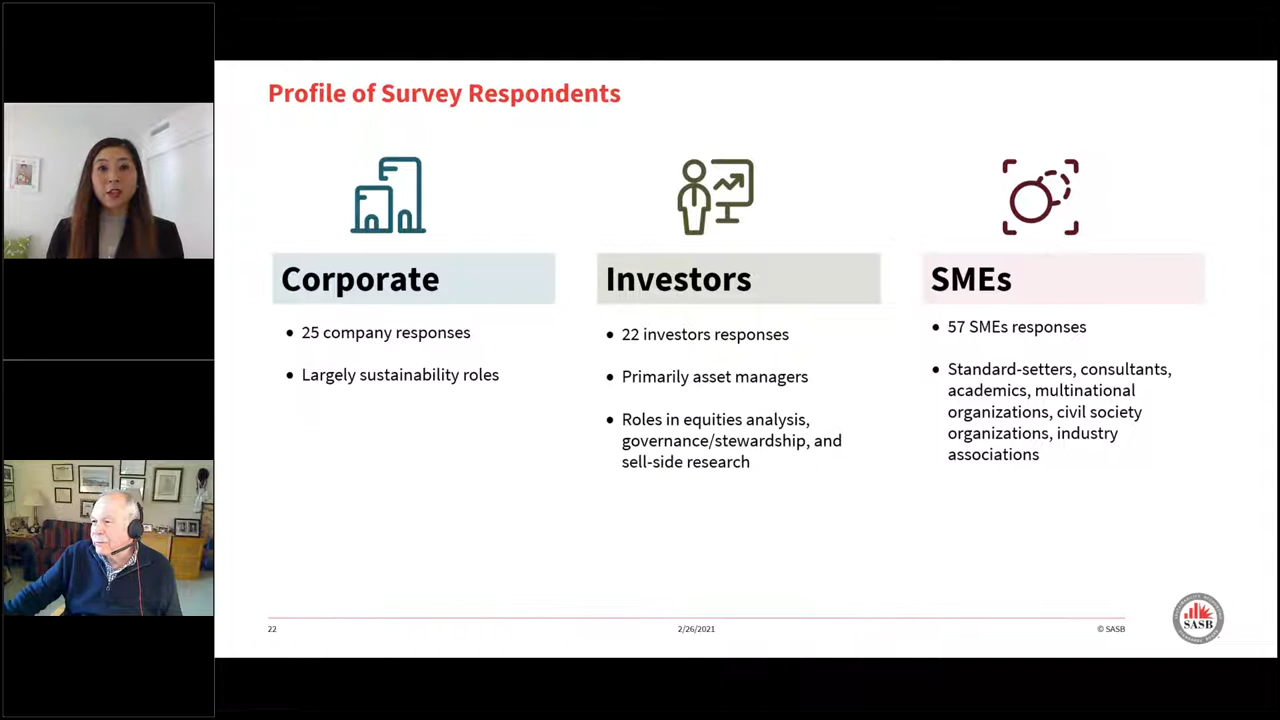 Profile of Survey Respondents
Corporate
• 25 company responses
• Largely sustainability roles
Investors
• 22 investors responses
• Primarily asset managers
• Roles in equities analysis,
governance/stewardship, and
sell-side research
SMEs
• 57 SMEs responses
• Standard-setters, consultants,
academics, multinational
organizations, civil society
organizations, industry
associations
22
2/26/2021
© SASB
SASB